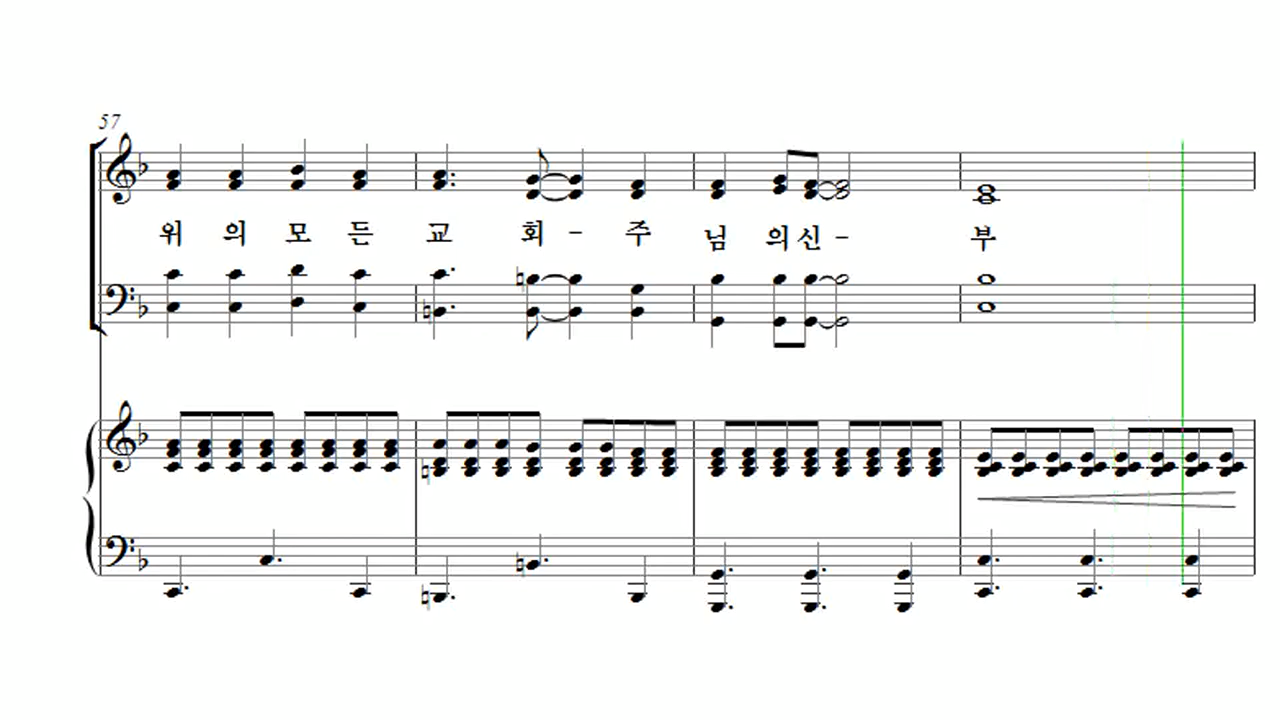 57
위 의 모 든 교 회 - 주 님 의 신 - 부